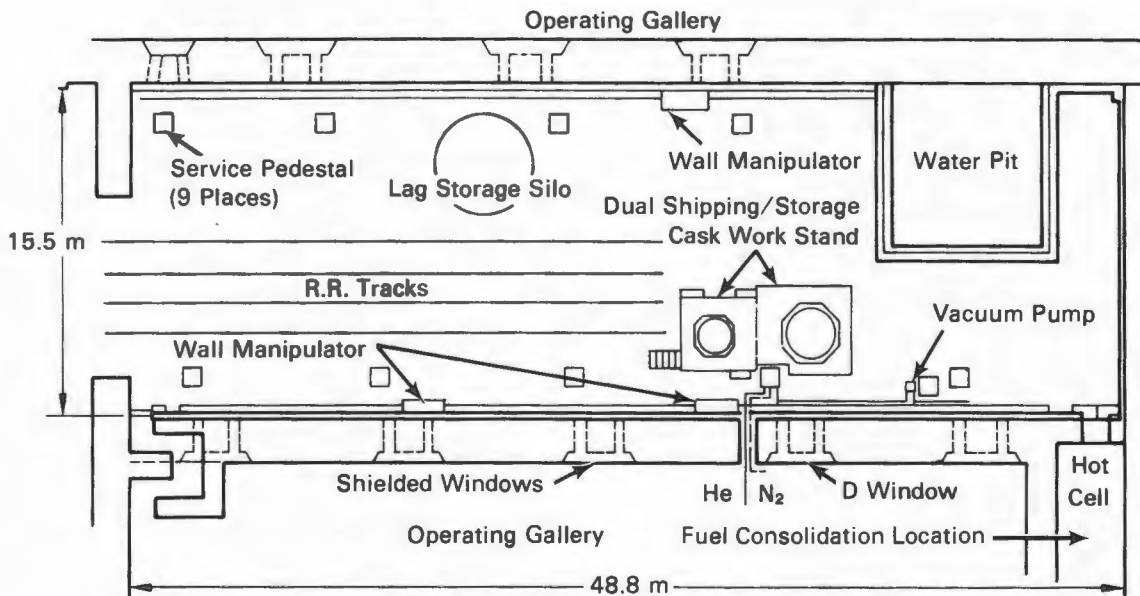 Operating Gallery
Service Pedestal
(9 Places)
Lag Storage Silo
Wall Manipulator
Water Pit
Dual Shipping/Storage
Cask Work Stand
15.5 m
R.R. Tracks
Vacuum Pump
Wall Manipulator
Shielded Windows
He
N₂
D Window
Hot
Cell
Operating Gallery
Fuel Consolidation Location
48.8 m